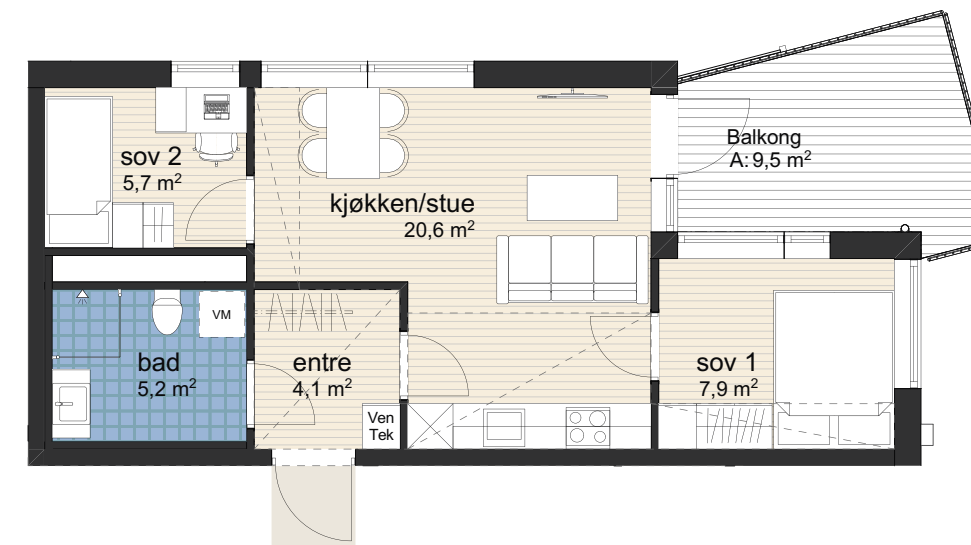 sov 2
5,7 m²
kjøkken/stue
20,6 m²
Balkong
A: 9,5 m²
VM
bad
5,2 m²
entre
4,1 m²
Ven
Tek
sov 1
7,9 m²